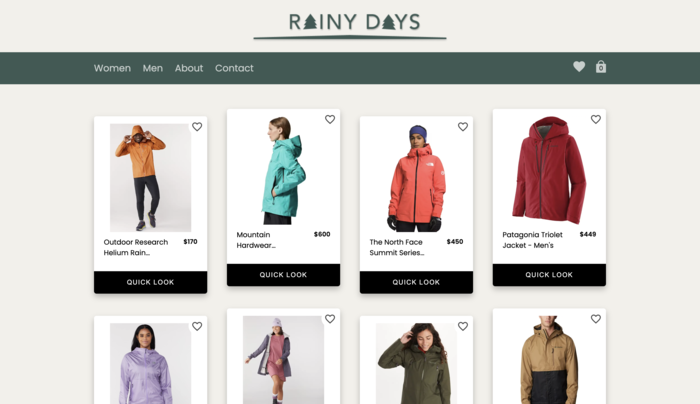 RAINY DAYS
Women Men About Contact
0
Outdoor Research
Helium Rain...
$170
QUICK LOOK
Mountain
Hardwear...
$600
QUICK LOOK
The North Face
Summit Series...
$450
QUICK LOOK
Patagonia Triolet
Jacket - Men's
$449
QUICK LOOK